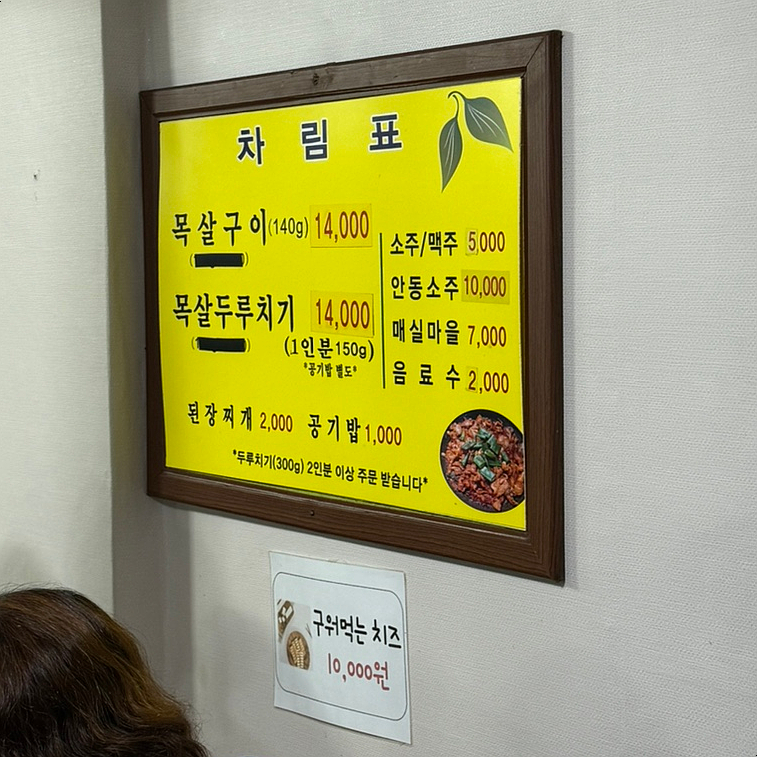 차림표
목살구이(140g) 14,000
목살두루치기 14,000
(1인분150g)
*공기밥 별도*
소주/맥주 5,000
안동소주 10,000
매실마을 7,000
음료수 2,000
된장찌개 2,000 공기밥 1,000
*두루치기(300g) 2인분 이상 주문 받습니다*
구워먹는 치즈
10,000원